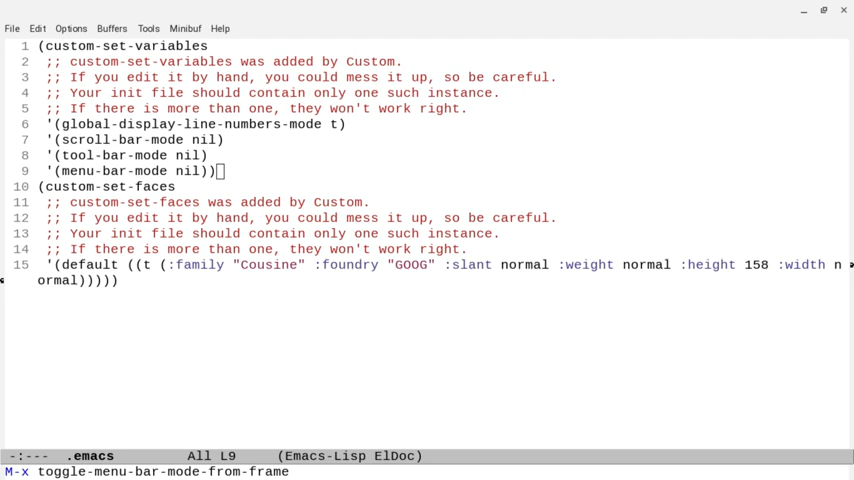 File Edit Options Buffers Tools Minibuf Help
1 (custom-set-variables
2 ;; custom-set-variables was added by Custom.
3 ;; If you edit it by hand, you could mess it up, so be careful.
4 ;; Your init file should contain only one such instance.
5 ;; If there is more than one, they won't work right.
6 '(global-display-line-numbers-mode t)
7 '(scroll-bar-mode nil)
8 '(tool-bar-mode nil)
9 '(menu-bar-mode nil))
10 (custom-set-faces
11 ;; custom-set-faces was added by Custom.
12 ;; If you edit it by hand, you could mess it up, so be careful.
13 ;; Your init file should contain only one such instance.
14 ;; If there is more than one, they won't work right.
15 '(default ((t (:family "Cousine" :foundry "GOOG" :slant normal :weight normal :height 158 :width n
ormal)))))
-:--- .emacs All L9 (Emacs-Lisp ElDoc)
M-x toggle-menu-bar-mode-from-frame